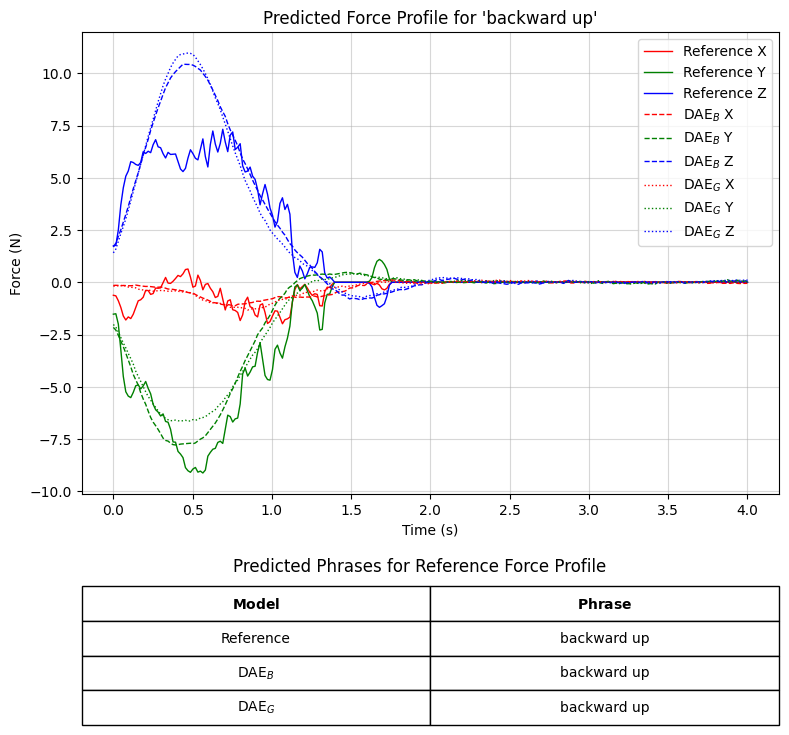 Predicted Force Profile for 'backward up'
Reference X
Reference Y
Reference Z
DAE_B X
DAE_B Y
DAE_B Z
DAE_G X
DAE_G Y
DAE_G Z
Force (N)
10.0
7.5
5.0
2.5
0.0
−2.5
−5.0
−7.5
−10.0
0.0 0.5 1.0 1.5 2.0 2.5 3.0 3.5 4.0
Time (s)
Predicted Phrases for Reference Force Profile
Model Phrase
Reference backward up
DAE_B backward up
DAE_G backward up